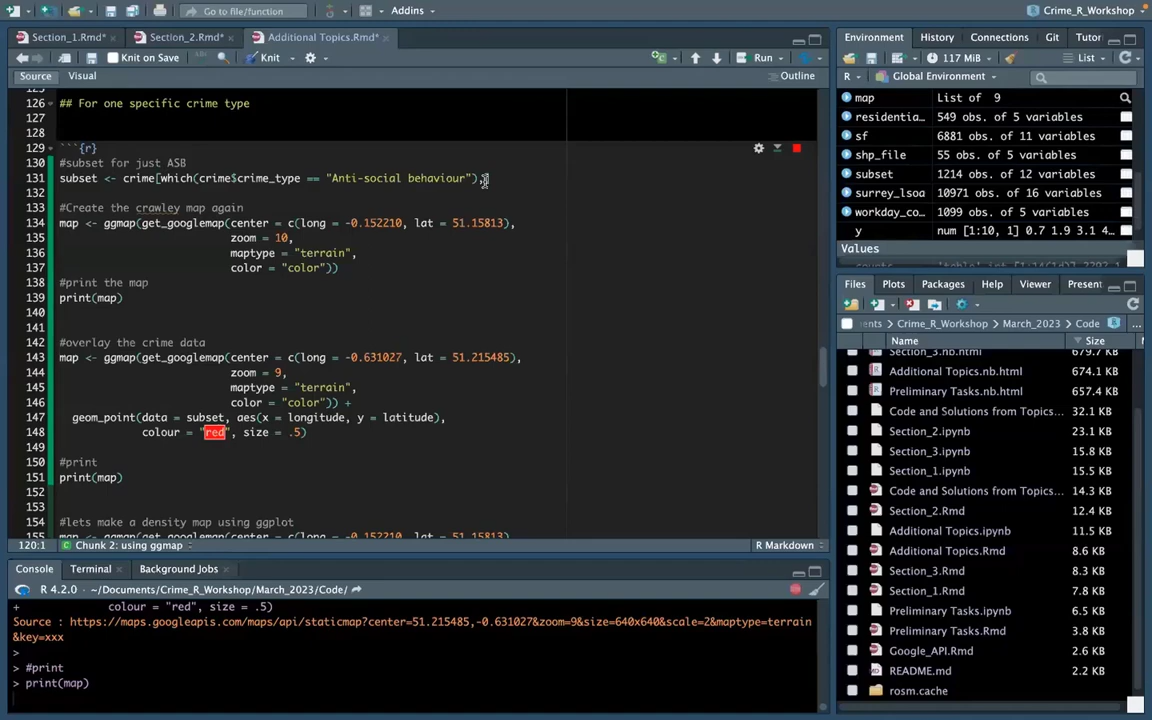 Go to file/function
Addins
Crime_R_Workshop
Section_1.Rmd*
Section_2.Rmd*
Additional Topics.Rmd*
Knit on Save
Knit
Run
Source
Visual
Outline
126 ## For one specific crime type
127
128
129 ```{r}
130 #subset for just ASB
131 subset <- crime[which(crime$crime_type == "Anti-social behaviour"),]
132
133 #Create the crawley map again
134 map <- ggmap(get_googlemap(center = c(long = -0.152210, lat = 51.15813),
135 zoom = 10,
136 maptype = "terrain",
137 color = "color"))
138 #print the map
139 print(map)
140
141
142 #overlay the crime data
143 map <- ggmap(get_googlemap(center = c(long = -0.631027, lat = 51.215485),
144 zoom = 9,
145 maptype = "terrain",
146 color = "color")) +
147 geom_point(data = subset, aes(x = longitude, y = latitude),
148 colour = "red", size = .5)
149
150 #print
151 print(map)
152
153
154 #lets make a density map using ggplot
155 map <- ggmap(get_googlemap(center = c(long = -0.152210, lat = 51.15813),
120:1 Chunk 2: using ggmap
R Markdown
Console
Terminal
Background Jobs
R 4.2.0 · ~/Documents/Crime_R_Workshop/March_2023/Code/
+ colour = "red", size = .5)
Source : https://maps.googleapis.com/maps/api/staticmap?center=51.215485,-0.631027&zoom=9&size=640x640&scale=2&maptype=terrain
&key=xxx
>
> #print
> print(map)
Environment
History
Connections
Git
Tutor
117 MiB
List
R
Global Environment
map List of 9
residentia… 549 obs. of 5 variables
sf 6881 obs. of 11 variables
shp_file 55 obs. of 5 variables
subset 1214 obs. of 12 variables
surrey_lsoa 10971 obs. of 16 variables
workday_co… 1099 obs. of 5 variables
y num [1:10, 1] 0.7 1.9 3.1 4…
Values
Files
Plots
Packages
Help
Viewer
Present
ents
Crime_R_Workshop
March_2023
Code
...
Name
Size
Section_3.nb.html 679.7 KB
Additional Topics.nb.html 674.1 KB
Preliminary Tasks.nb.html 657.4 KB
Code and Solutions from Topics... 32.1 KB
Section_2.ipynb 23.1 KB
Section_3.ipynb 15.8 KB
Section_1.ipynb 15.5 KB
Code and Solutions from Topics... 14.3 KB
Section_2.Rmd 12.4 KB
Additional Topics.ipynb 11.5 KB
Additional Topics.Rmd 8.6 KB
Section_3.Rmd 8.3 KB
Section_1.Rmd 7.8 KB
Preliminary Tasks.ipynb 6.5 KB
Preliminary Tasks.Rmd 3.8 KB
Google_API.Rmd 2.6 KB
README.md 2.2 KB
rosm.cache